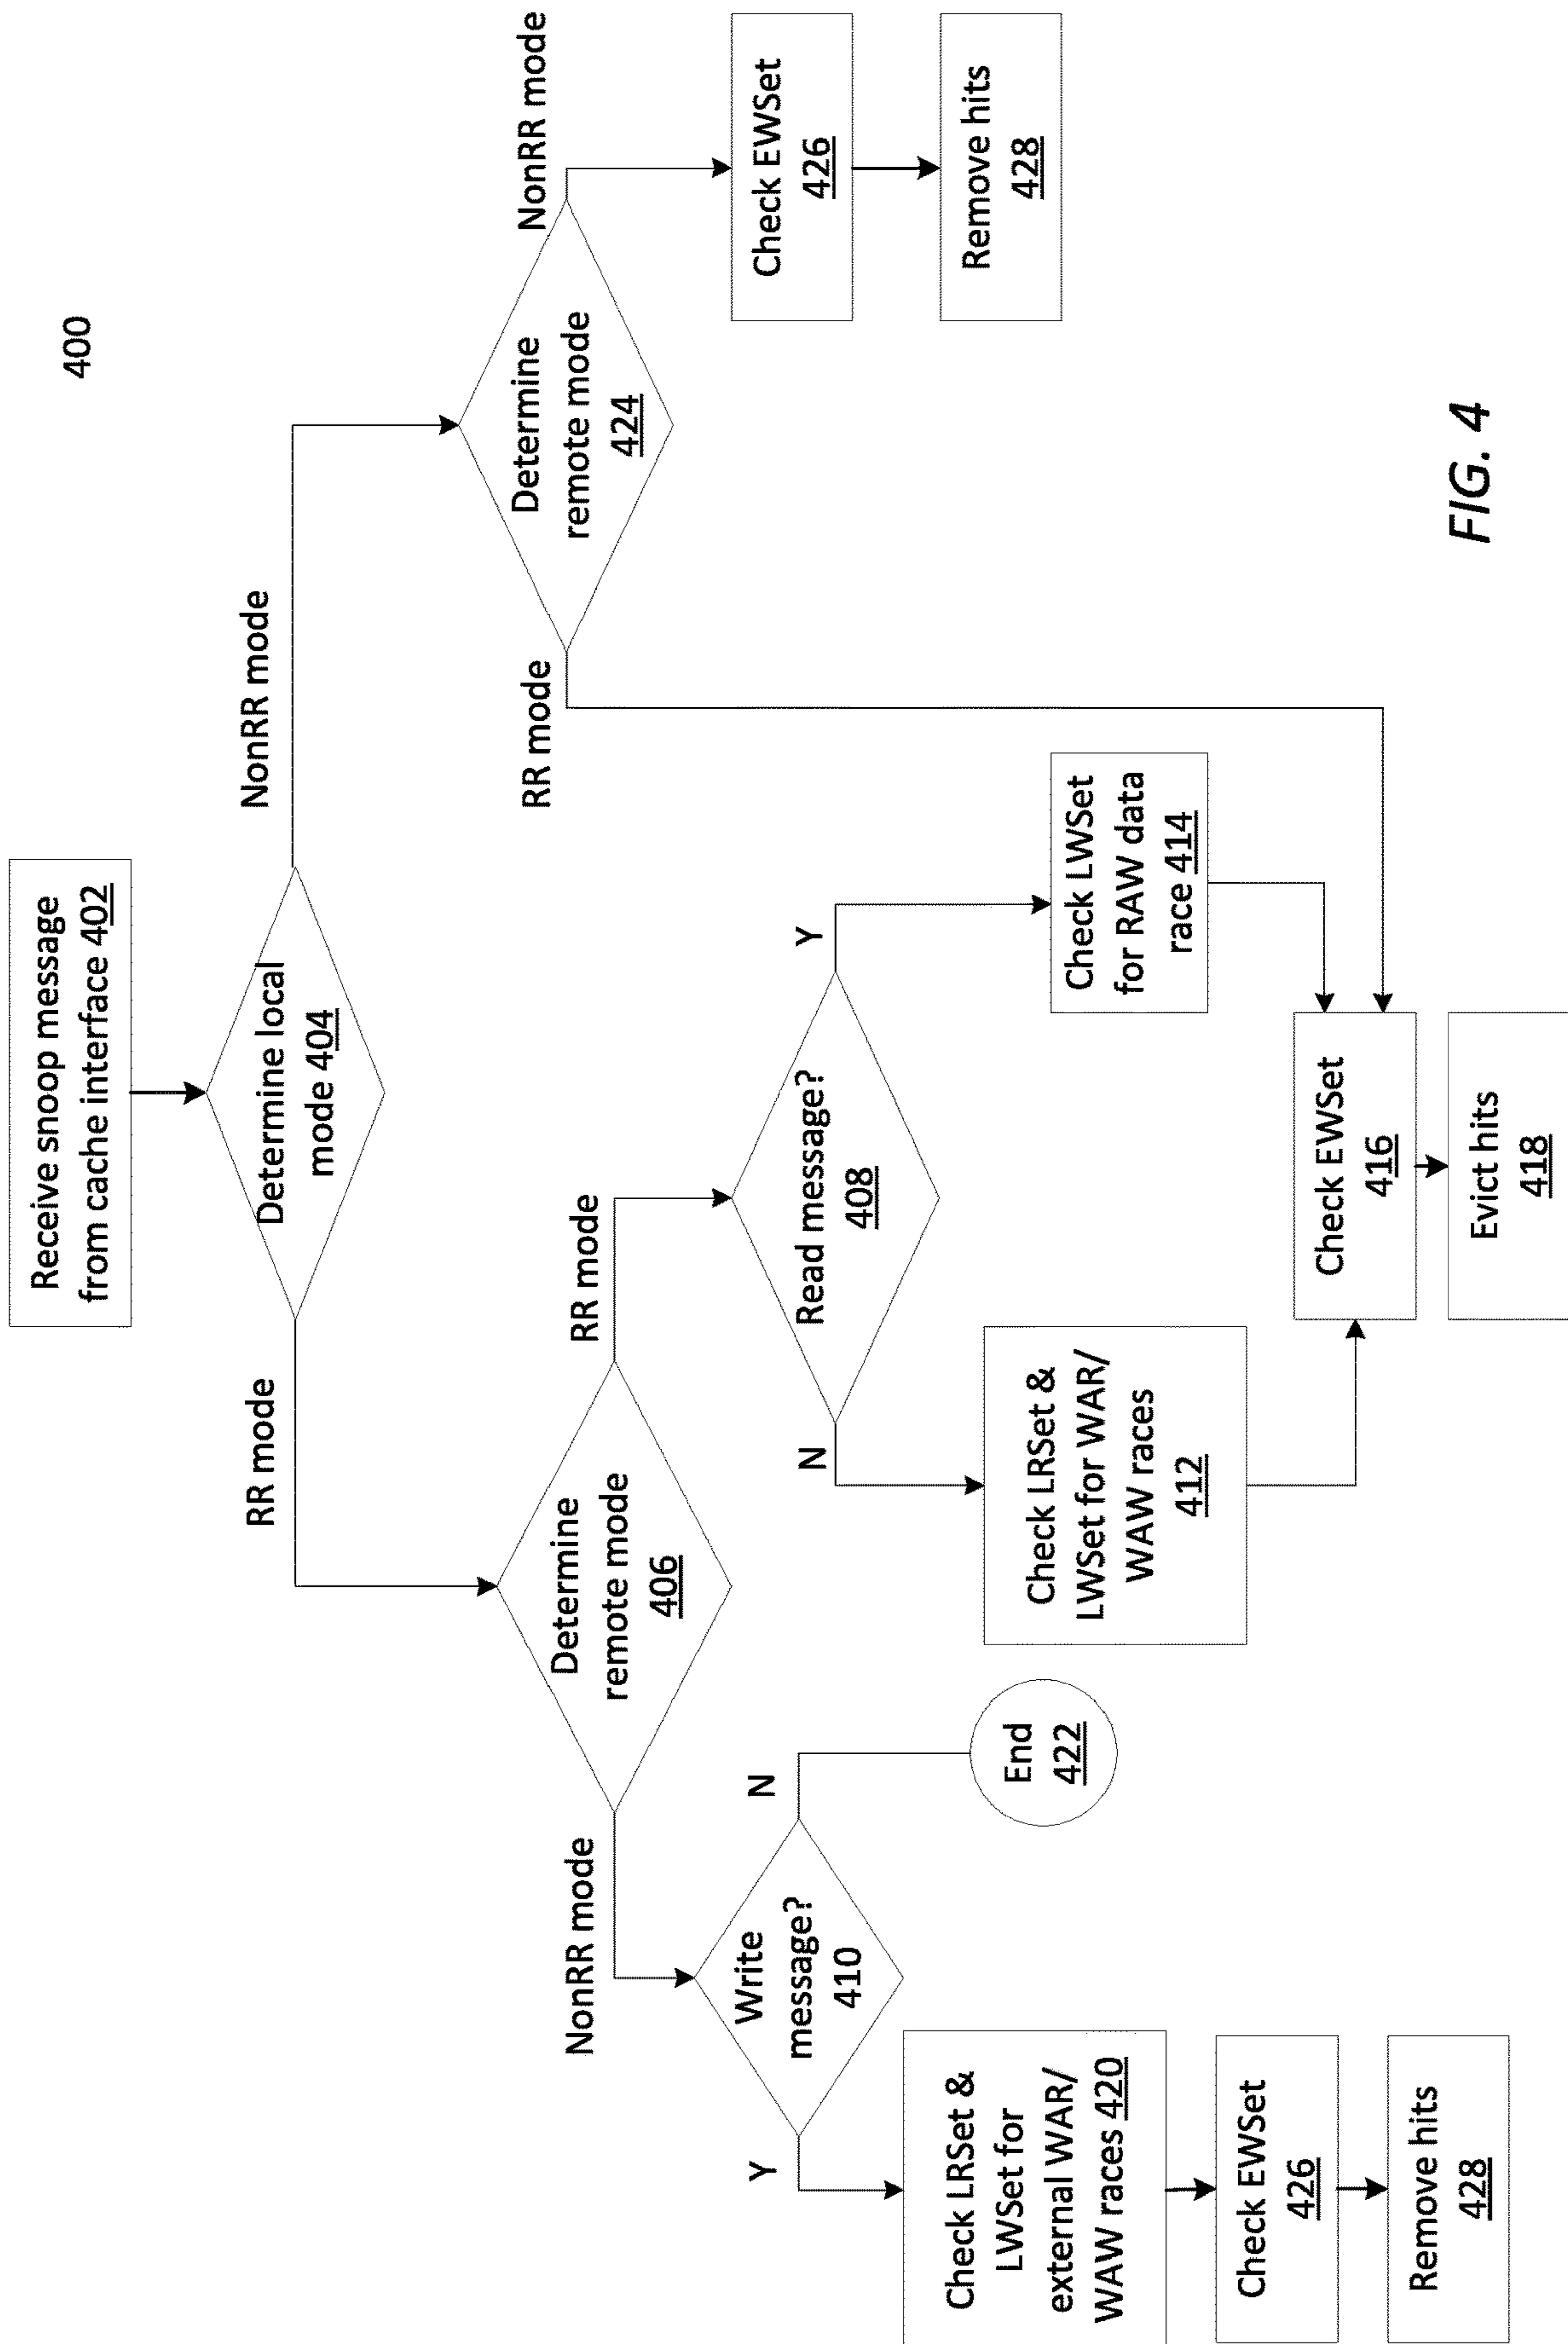 400
Receive snoop message
from cache interface 402
Determine local
mode 404
RR mode
NonRR mode
Determine
remote mode
406
Determine
remote mode
424
NonRR mode
RR mode
RR mode
NonRR mode
Write
message?
410
Read message?
408
Check EWSet
426
Y
N
N
Y
Remove hits
428
Check LRSet &
LWSet for
external WAR/
WAW races 420
End
422
Check LRSet &
LWSet for WAR/
WAW races
412
Check LWSet
for RAW data
race 414
Check EWSet
426
Check EWSet
416
Remove hits
428
Evict hits
418
FIG. 4